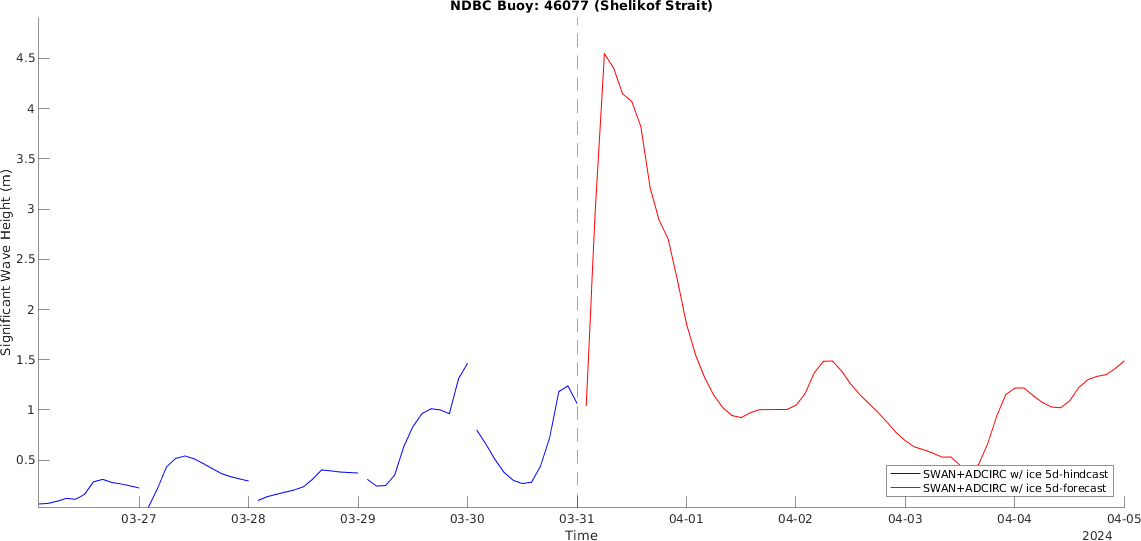 NDBC Buoy: 46077 (Shelikof Strait)
Significant Wave Height (m)
4.5
4
3.5
3
2.5
2
1.5
1
0.5
SWAN+ADCIRC w/ ice 5d-hindcast
SWAN+ADCIRC w/ ice 5d-forecast
03-27 03-28 03-29 03-30 03-31 04-01 04-02 04-03 04-04 04-05
Time
2024